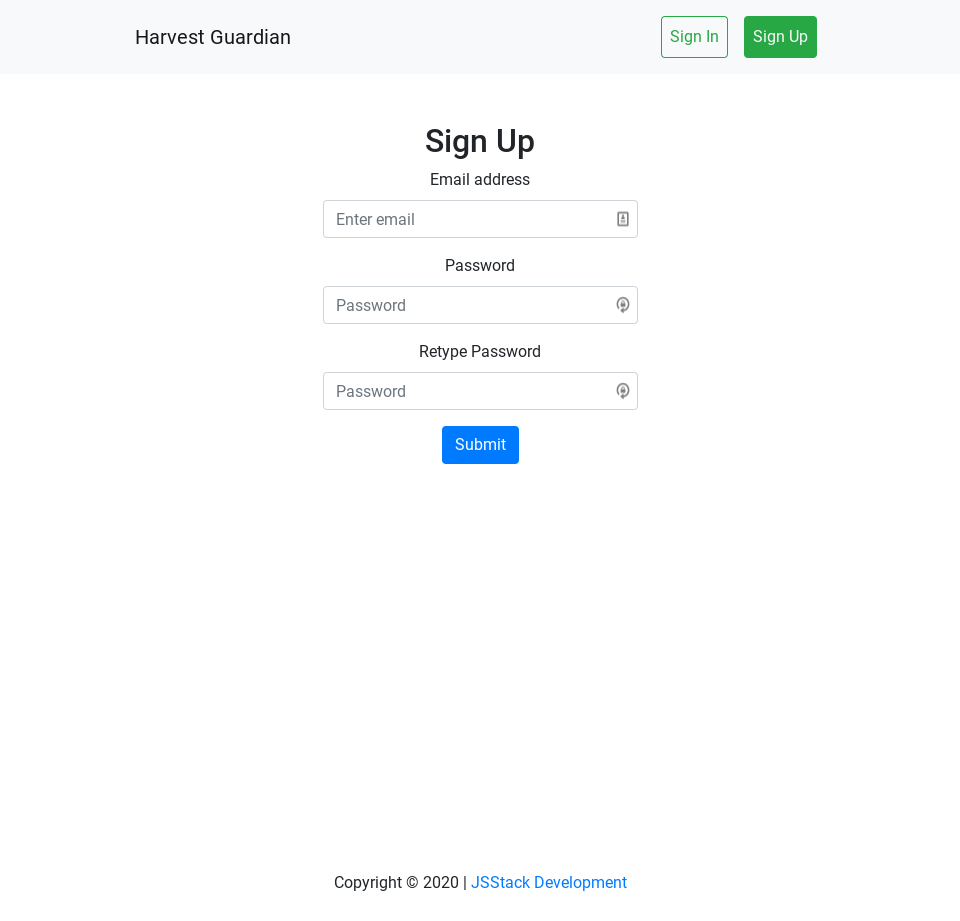 Harvest Guardian
Sign In
Sign Up
Sign Up
Email address
Enter email
Password
Password
Retype Password
Password
Submit
Copyright © 2020 | JSStack Development